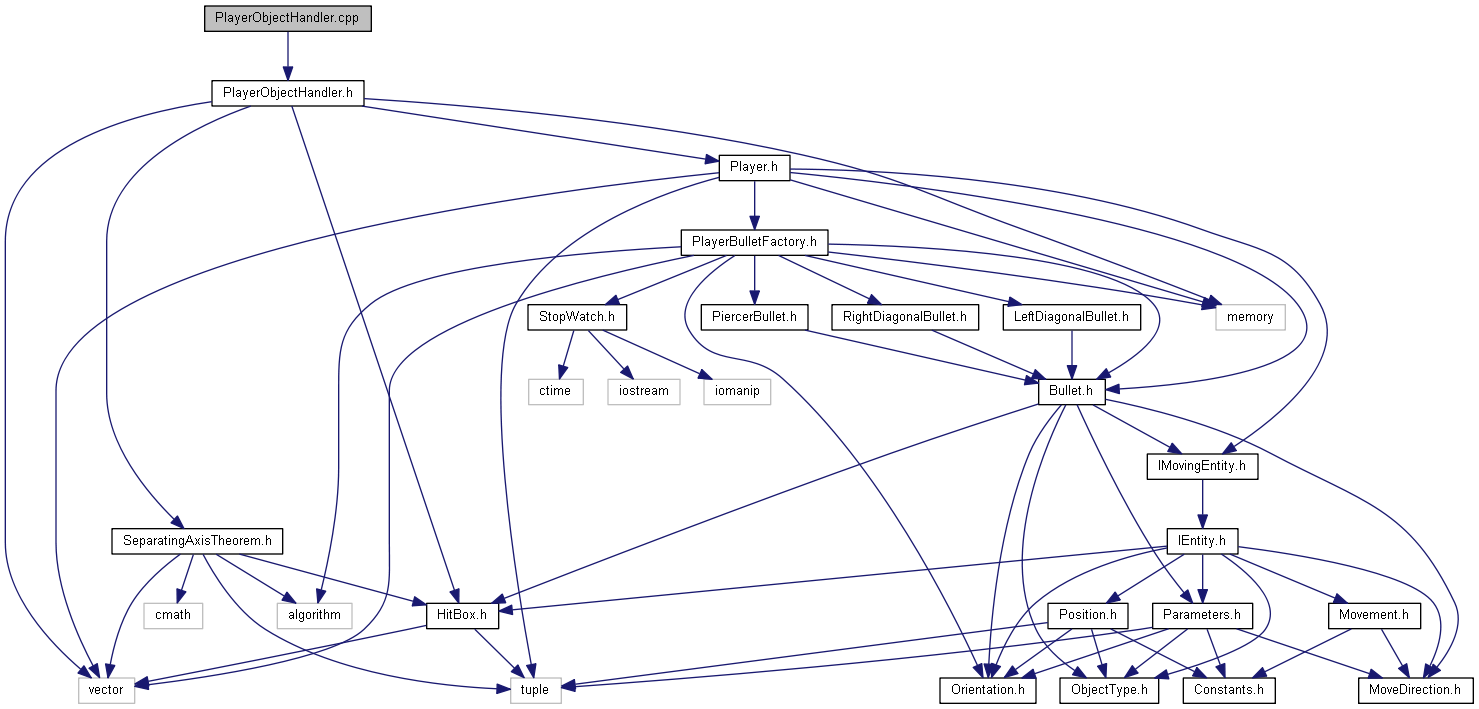 PlayerObjectHandler.cpp
PlayerObjectHandler.h
Player.h
PlayerBulletFactory.h
StopWatch.h
PiercerBullet.h
RightDiagonalBullet.h
LeftDiagonalBullet.h
memory
ctime
iostream
iomanip
Bullet.h
IMovingEntity.h
SeparatingAxisTheorem.h
IEntity.h
cmath
algorithm
HitBox.h
Position.h
Parameters.h
Movement.h
vector
tuple
Orientation.h
ObjectType.h
Constants.h
MoveDirection.h